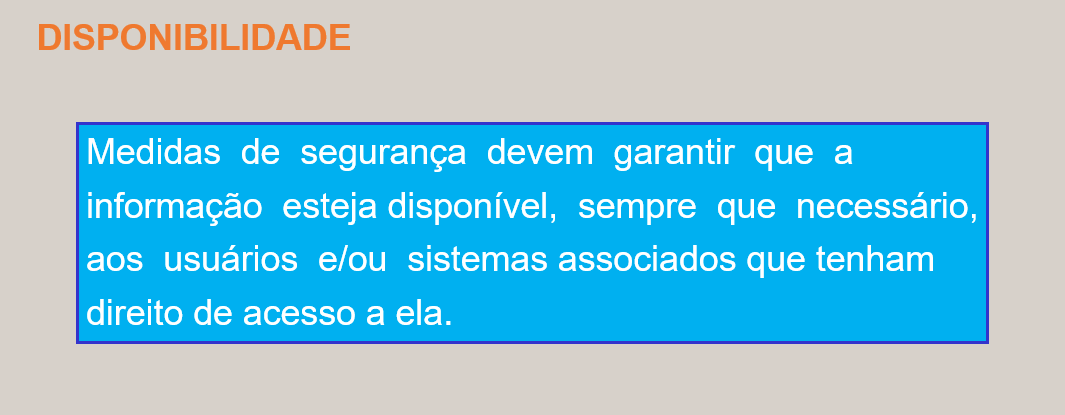 DISPONIBILIDADE
Medidas de segurança devem garantir que a
informação esteja disponível, sempre que necessário,
aos usuários e/ou sistemas associados que tenham
direito de acesso a ela.